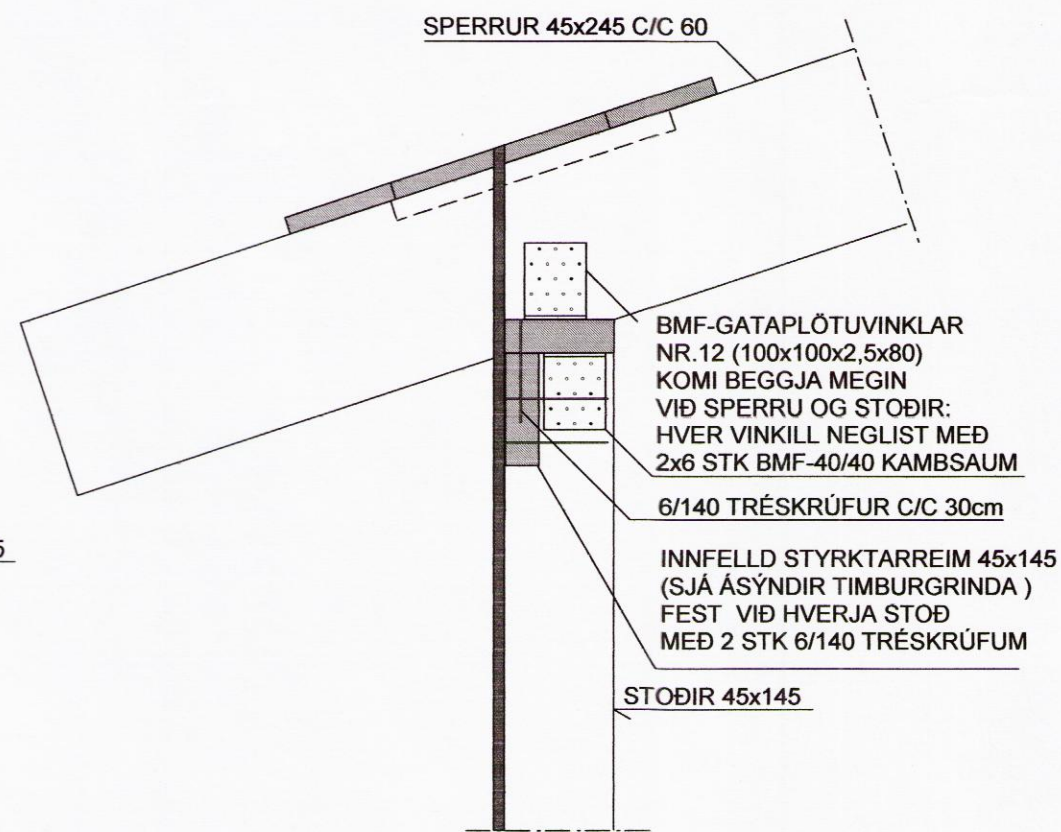 SPERRUR 45x245 C/C 60
BMF-GATAPLÖTUVINKLAR
NR.12 (100x100x2,5x80)
KOMI BEGGJA MEGIN
VIÐ SPERRU OG STOÐIR:
HVER VINKILL NEGLIST MEÐ
2x6 STK BMF-40/40 KAMBSAUM
6/140 TRÉSKRÚFUR C/C 30cm
5
INNFELLD STYRKTARREIM 45x145
(SJÁ ÁSÝNDIR TIMBURGRINDA )
FEST VIÐ HVERJA STOÐ
MEÐ 2 STK 6/140 TRÉSKRÚFUM
STOÐIR 45x145